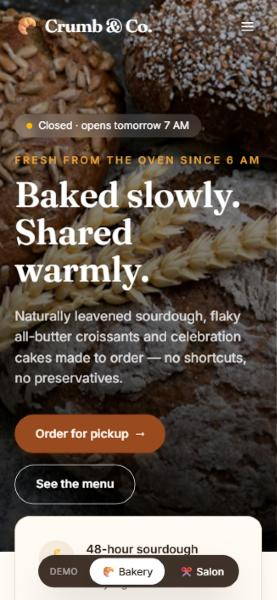 Crumb & Co.
Closed · opens tomorrow 7 AM
FRESH FROM THE OVEN SINCE 6 AM
Baked slowly.
Shared
warmly.
Naturally leavened sourdough, flaky
all-butter croissants and celebration
cakes made to order — no shortcuts,
no preservatives.
Order for pickup →
See the menu
48-hour sourdough
DEMO Bakery Salon